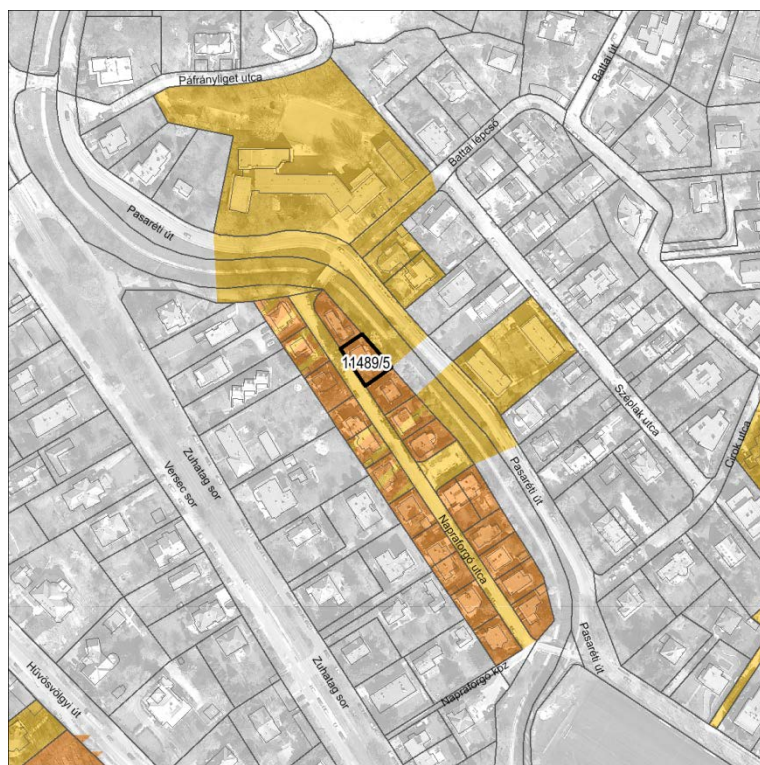 Páfrányliget utca
Battai út
Battai lépcső
Pasaréti út
11489/5
Széplak utca
Cirok utca
Zuhatag sor
Versec sor
Pasaréti út
Napraforgó utca
Pasaréti út
Zuhatag sor
Napraforgó köz
Hűvösvölgyi út